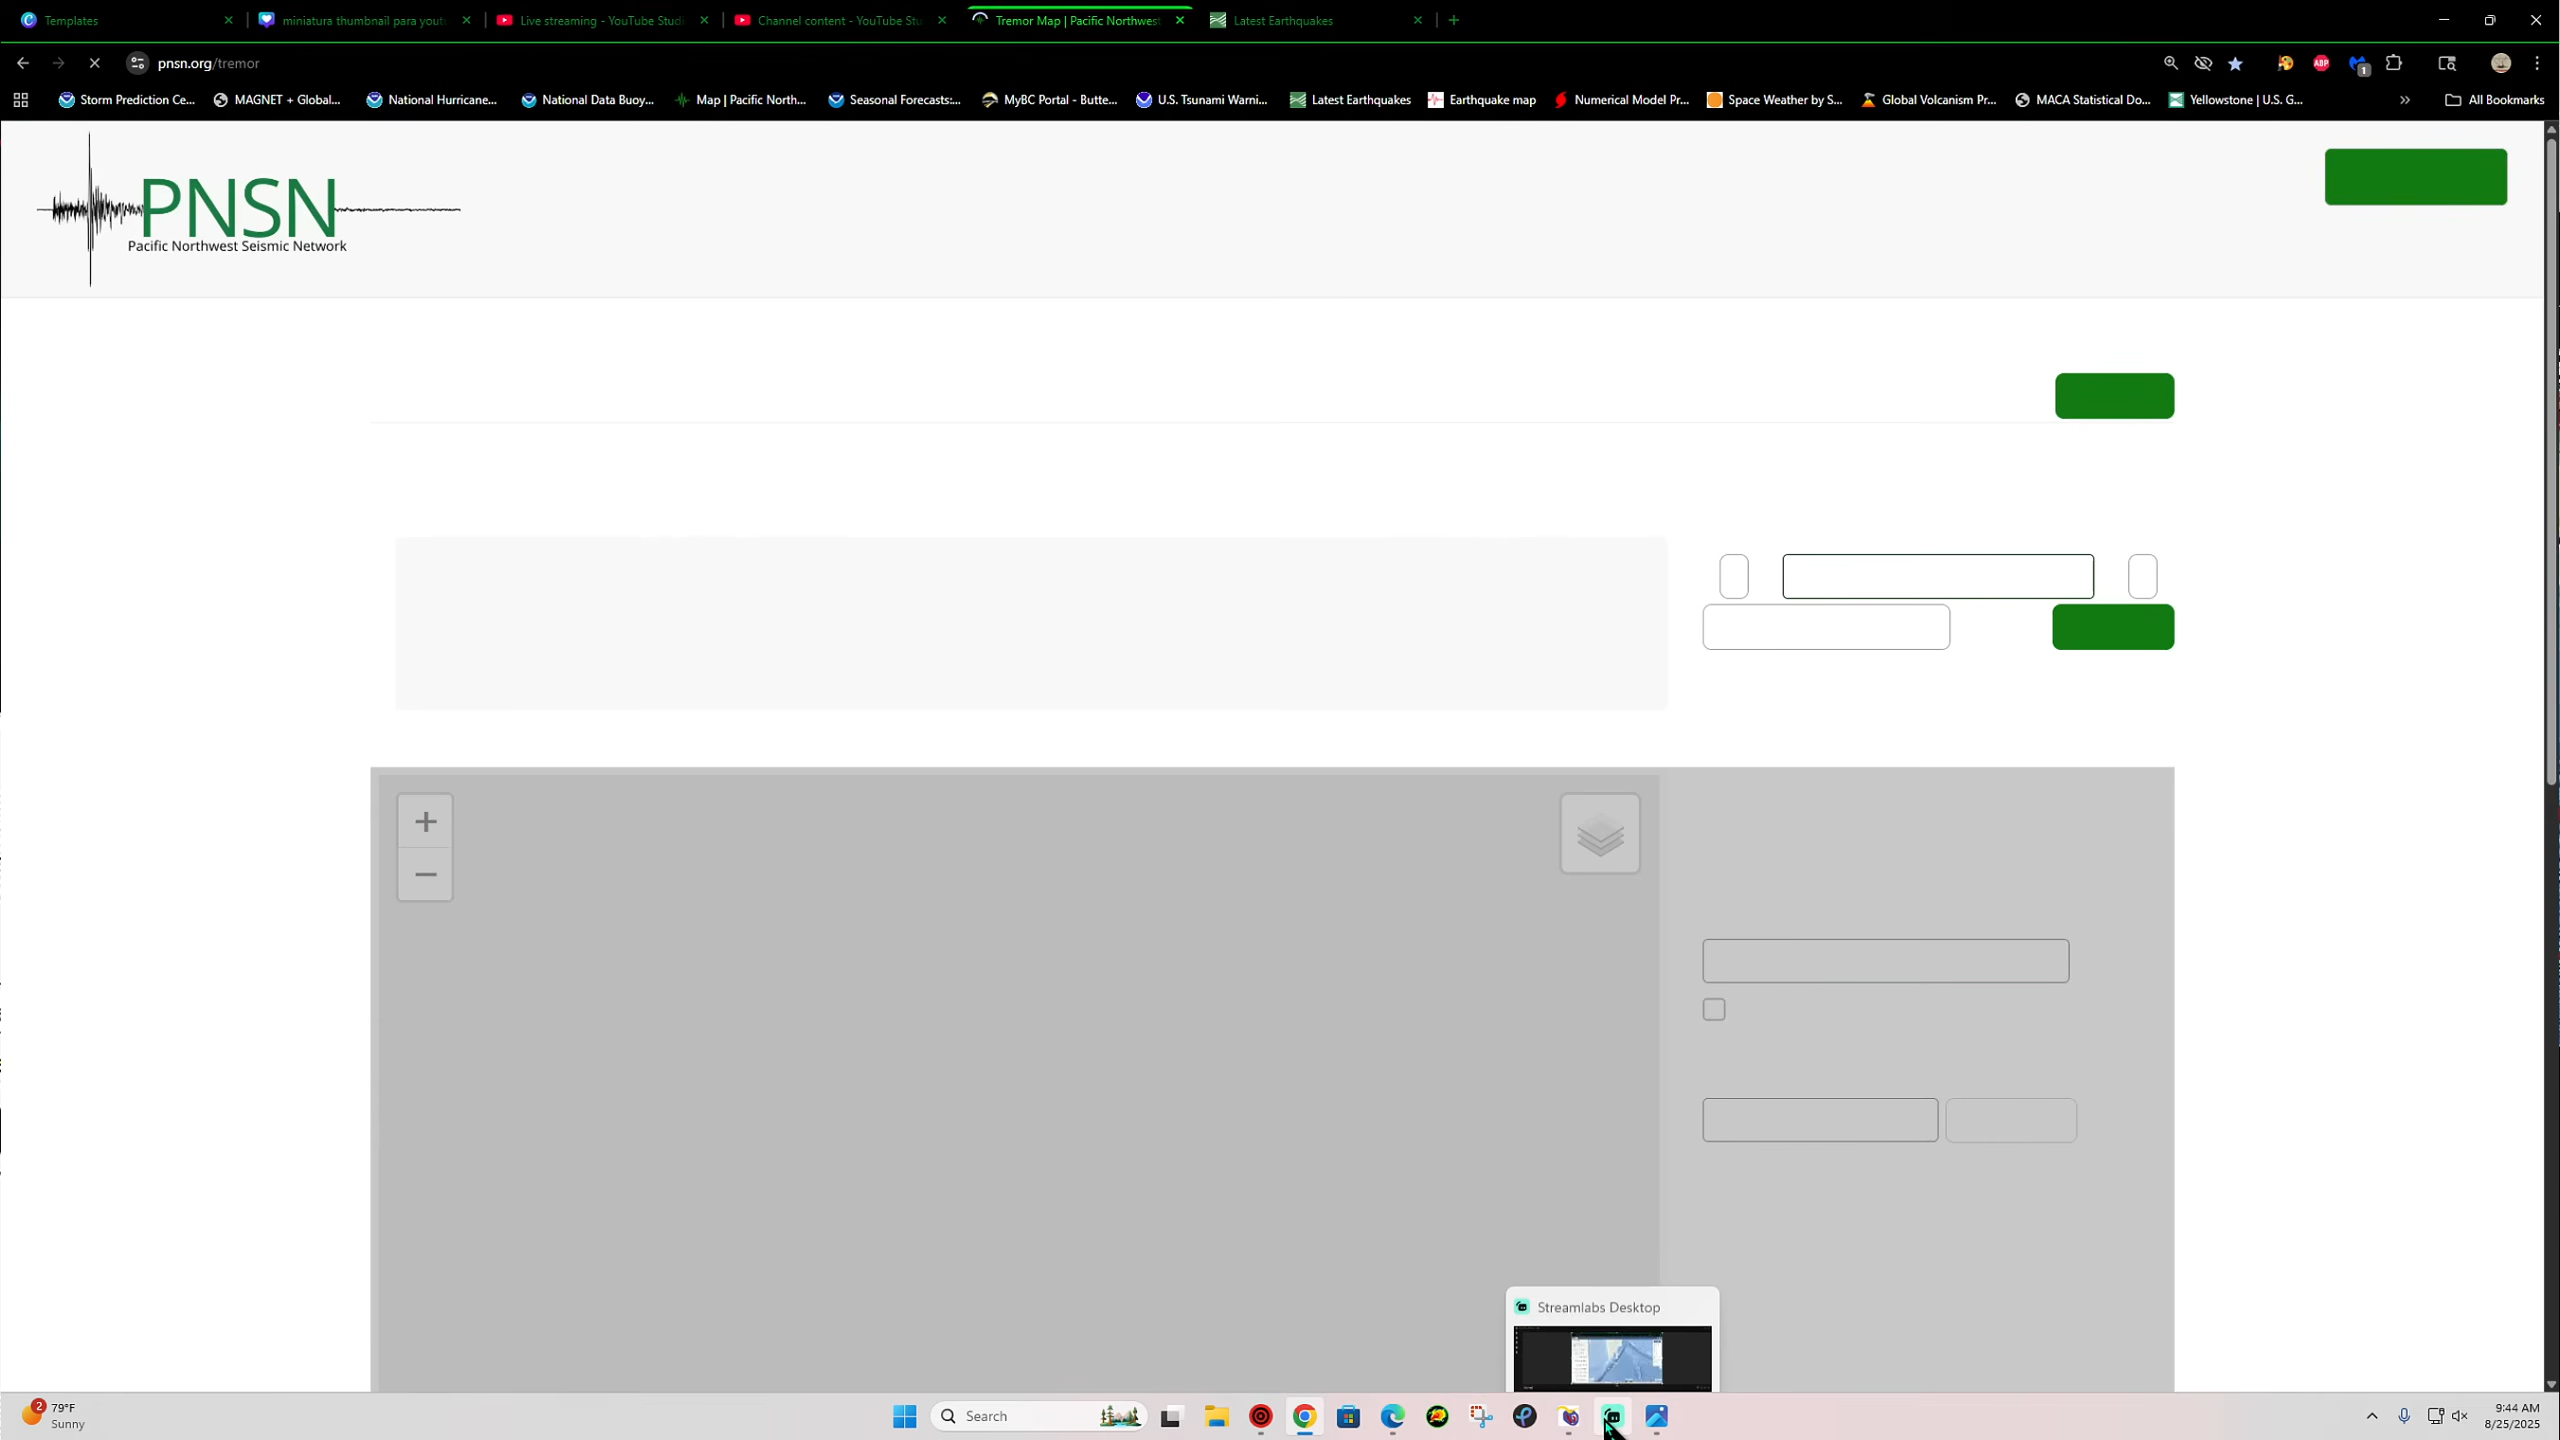 Templates
miniatura thumbnail para yout
Live streaming - YouTube Studi
Channel content - YouTube Stu
Tremor Map | Pacific Northwest
Latest Earthquakes
pnsn.org/tremor
Storm Prediction Ce...
MAGNET + Global...
National Hurricane...
National Data Buoy...
Map | Pacific North...
Seasonal Forecasts:...
MyBC Portal - Butte...
U.S. Tsunami Warni...
Latest Earthquakes
Earthquake map
Numerical Model Pr...
Space Weather by S...
Global Volcanism Pr...
MACA Statistical Do...
Yellowstone | U.S. G...
All Bookmarks
ABP
1
PNSN
Pacific Northwest Seismic Network
+
−
Streamlabs Desktop
2
79°F
Sunny
Search
9:44 AM
8/25/2025